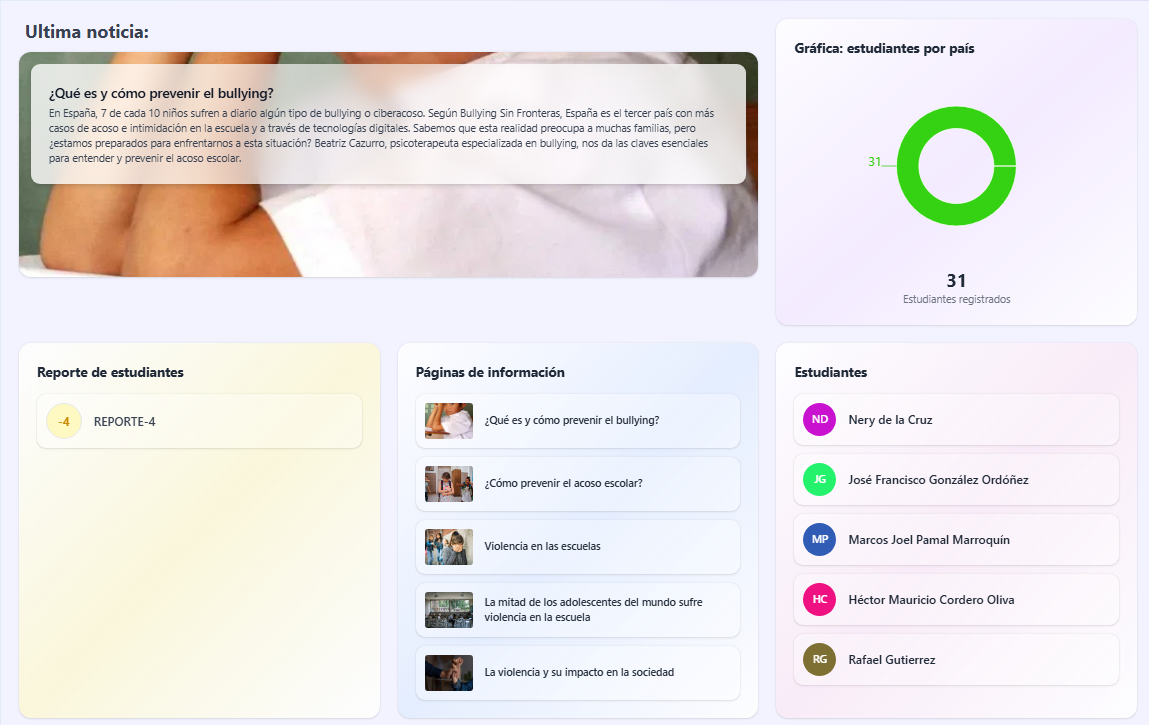 Ultima noticia:
¿Qué es y cómo prevenir el bullying?
En España, 7 de cada 10 niños sufren a diario algún tipo de bullying o ciberacoso. Según Bullying Sin Fronteras, España es el tercer país con más
casos de acoso e intimidación en la escuela y a través de tecnologías digitales. Sabemos que esta realidad preocupa a muchas familias, pero
¿estamos preparados para enfrentarnos a esta situación? Beatriz Cazurro, psicoterapeuta especializada en bullying, nos da las claves esenciales
para entender y prevenir el acoso escolar.
Gráfica: estudiantes por país
31
31
Estudiantes registrados
Reporte de estudiantes
-4
REPORTE-4
Páginas de información
¿Qué es y cómo prevenir el bullying?
¿Cómo prevenir el acoso escolar?
Violencia en las escuelas
La mitad de los adolescentes del mundo sufre
violencia en la escuela
La violencia y su impacto en la sociedad
Estudiantes
ND
Nery de la Cruz
JG
José Francisco González Ordóñez
MP
Marcos Joel Pamal Marroquín
HC
Héctor Mauricio Cordero Oliva
RG
Rafael Gutierrez